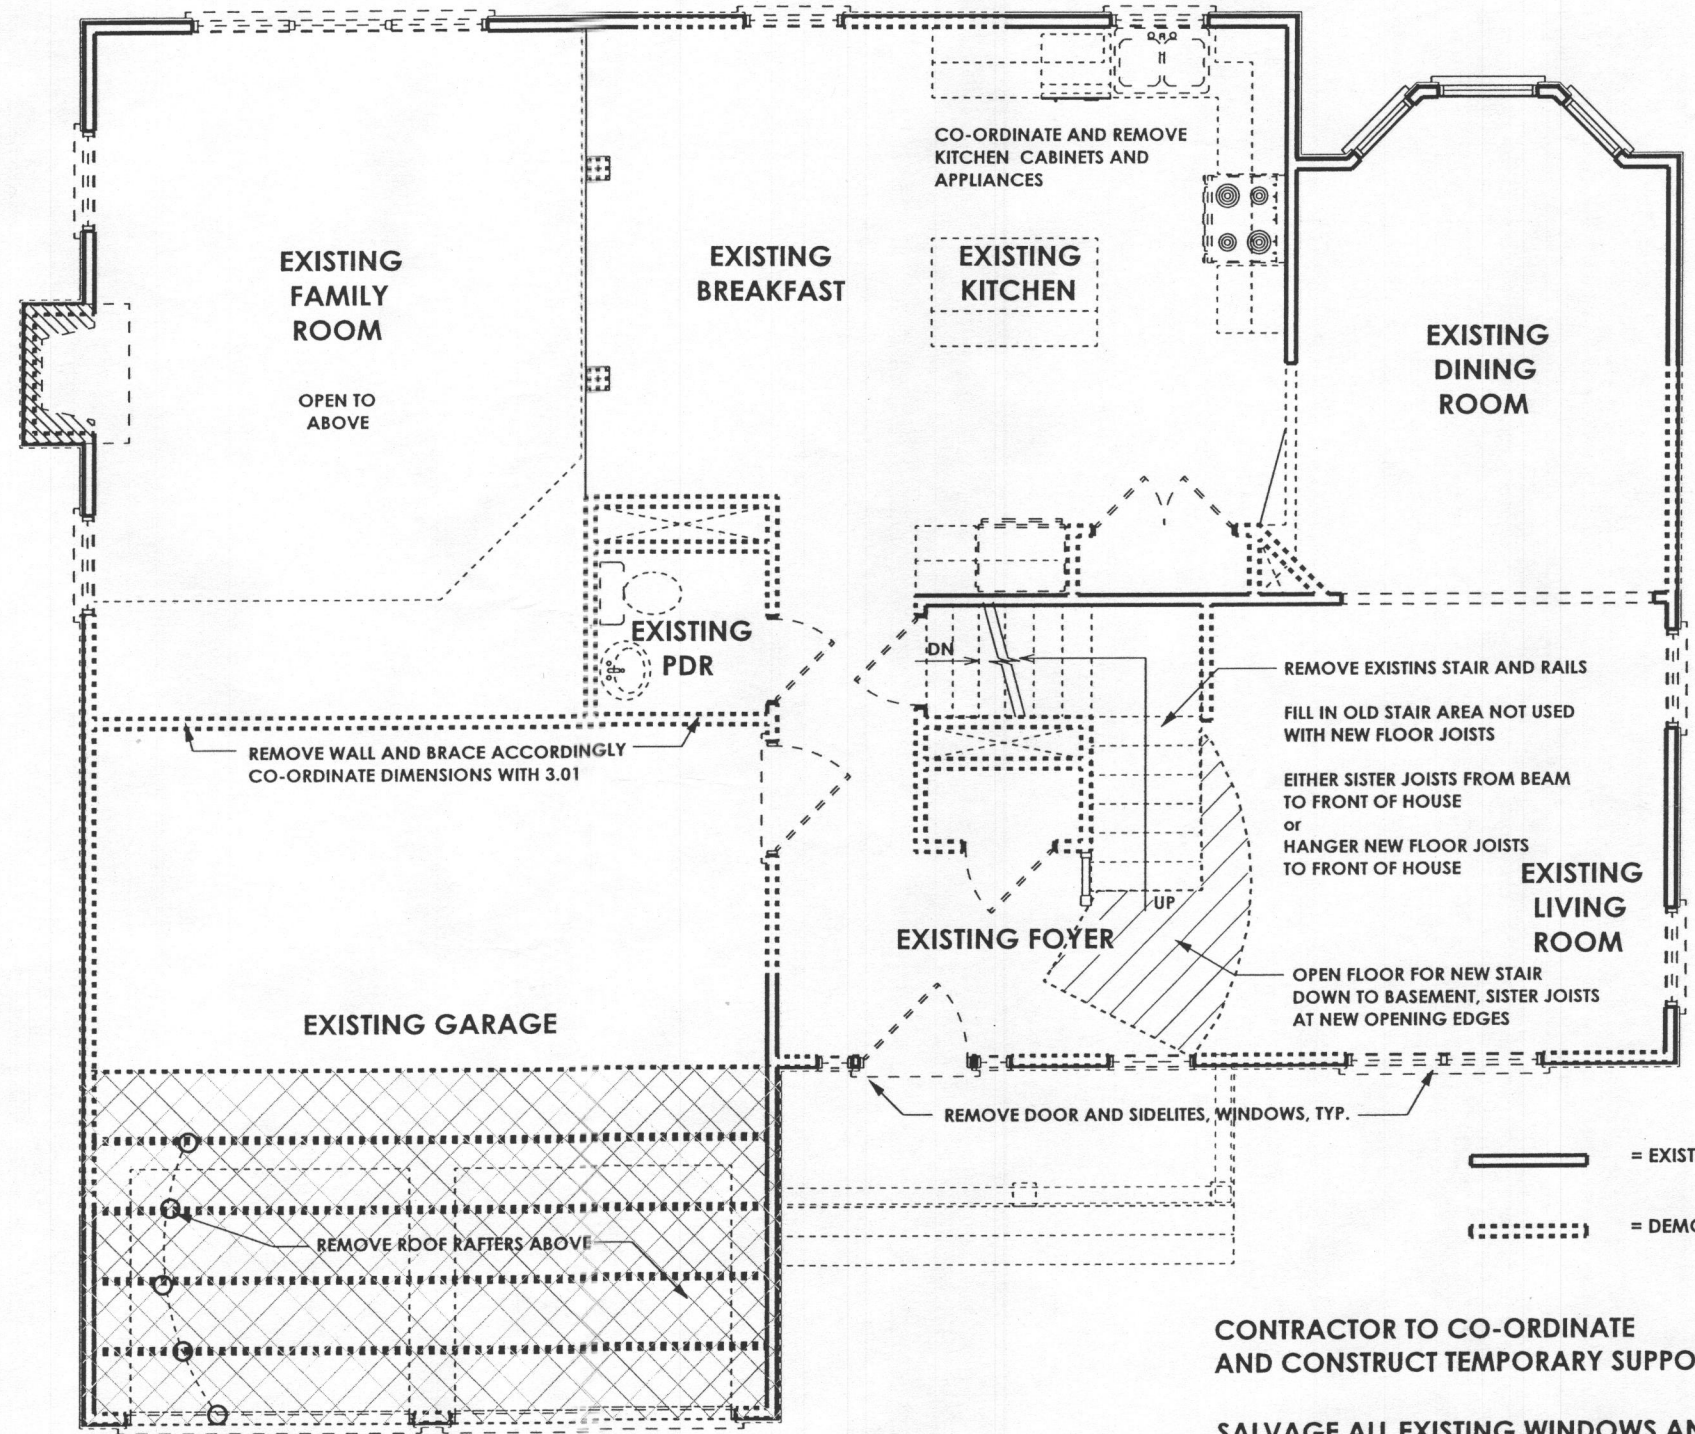 CO-ORDINATE AND REMOVE
KITCHEN CABINETS AND
APPLIANCES
EXISTING
FAMILY
ROOM
OPEN TO
ABOVE
EXISTING
BREAKFAST
EXISTING
KITCHEN
EXISTING
DINING
ROOM
EXISTING
PDR
DN
REMOVE EXISTINS STAIR AND RAILS
FILL IN OLD STAIR AREA NOT USED
WITH NEW FLOOR JOISTS
EITHER SISTER JOISTS FROM BEAM
TO FRONT OF HOUSE
or
HANGER NEW FLOOR JOISTS
TO FRONT OF HOUSE
REMOVE WALL AND BRACE ACCORDINGLY
CO-ORDINATE DIMENSIONS WITH 3.01
EXISTING
LIVING
ROOM
UP
EXISTING FOYER
OPEN FLOOR FOR NEW STAIR
DOWN TO BASEMENT, SISTER JOISTS
AT NEW OPENING EDGES
EXISTING GARAGE
REMOVE DOOR AND SIDELITES, WINDOWS, TYP.
= EXIST
= DEMO
REMOVE ROOF RAFTERS ABOVE
CONTRACTOR TO CO-ORDINATE
AND CONSTRUCT TEMPORARY SUPPO
SALVAGE ALL EXISTING WINDOWS AN